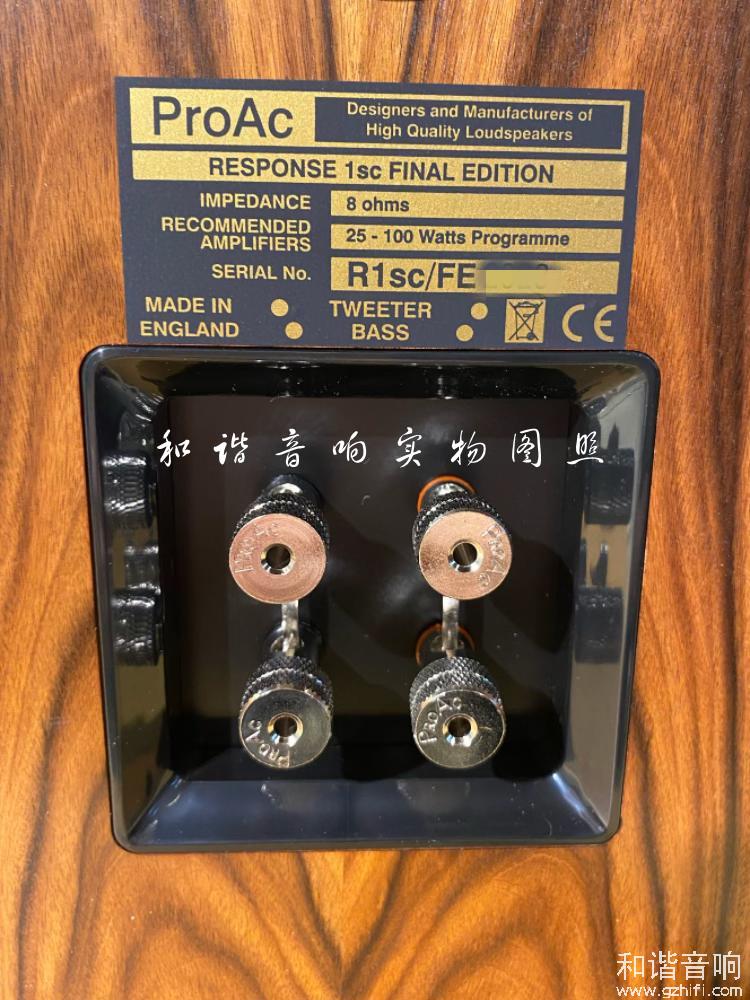 ProAc
Designers and Manufacturers of
High Quality Loudspeakers
RESPONSE 1sc FINAL EDITION
IMPEDANCE 8 ohms
RECOMMENDED
AMPLIFIERS 25 - 100 Watts Programme
SERIAL No. R1sc/FE
MADE IN
ENGLAND
TWEETER
BASS
CE
和谐音响实物图照
PROAC PROAC
PROAC PROAC
和谐音响
www.gzhifi.com